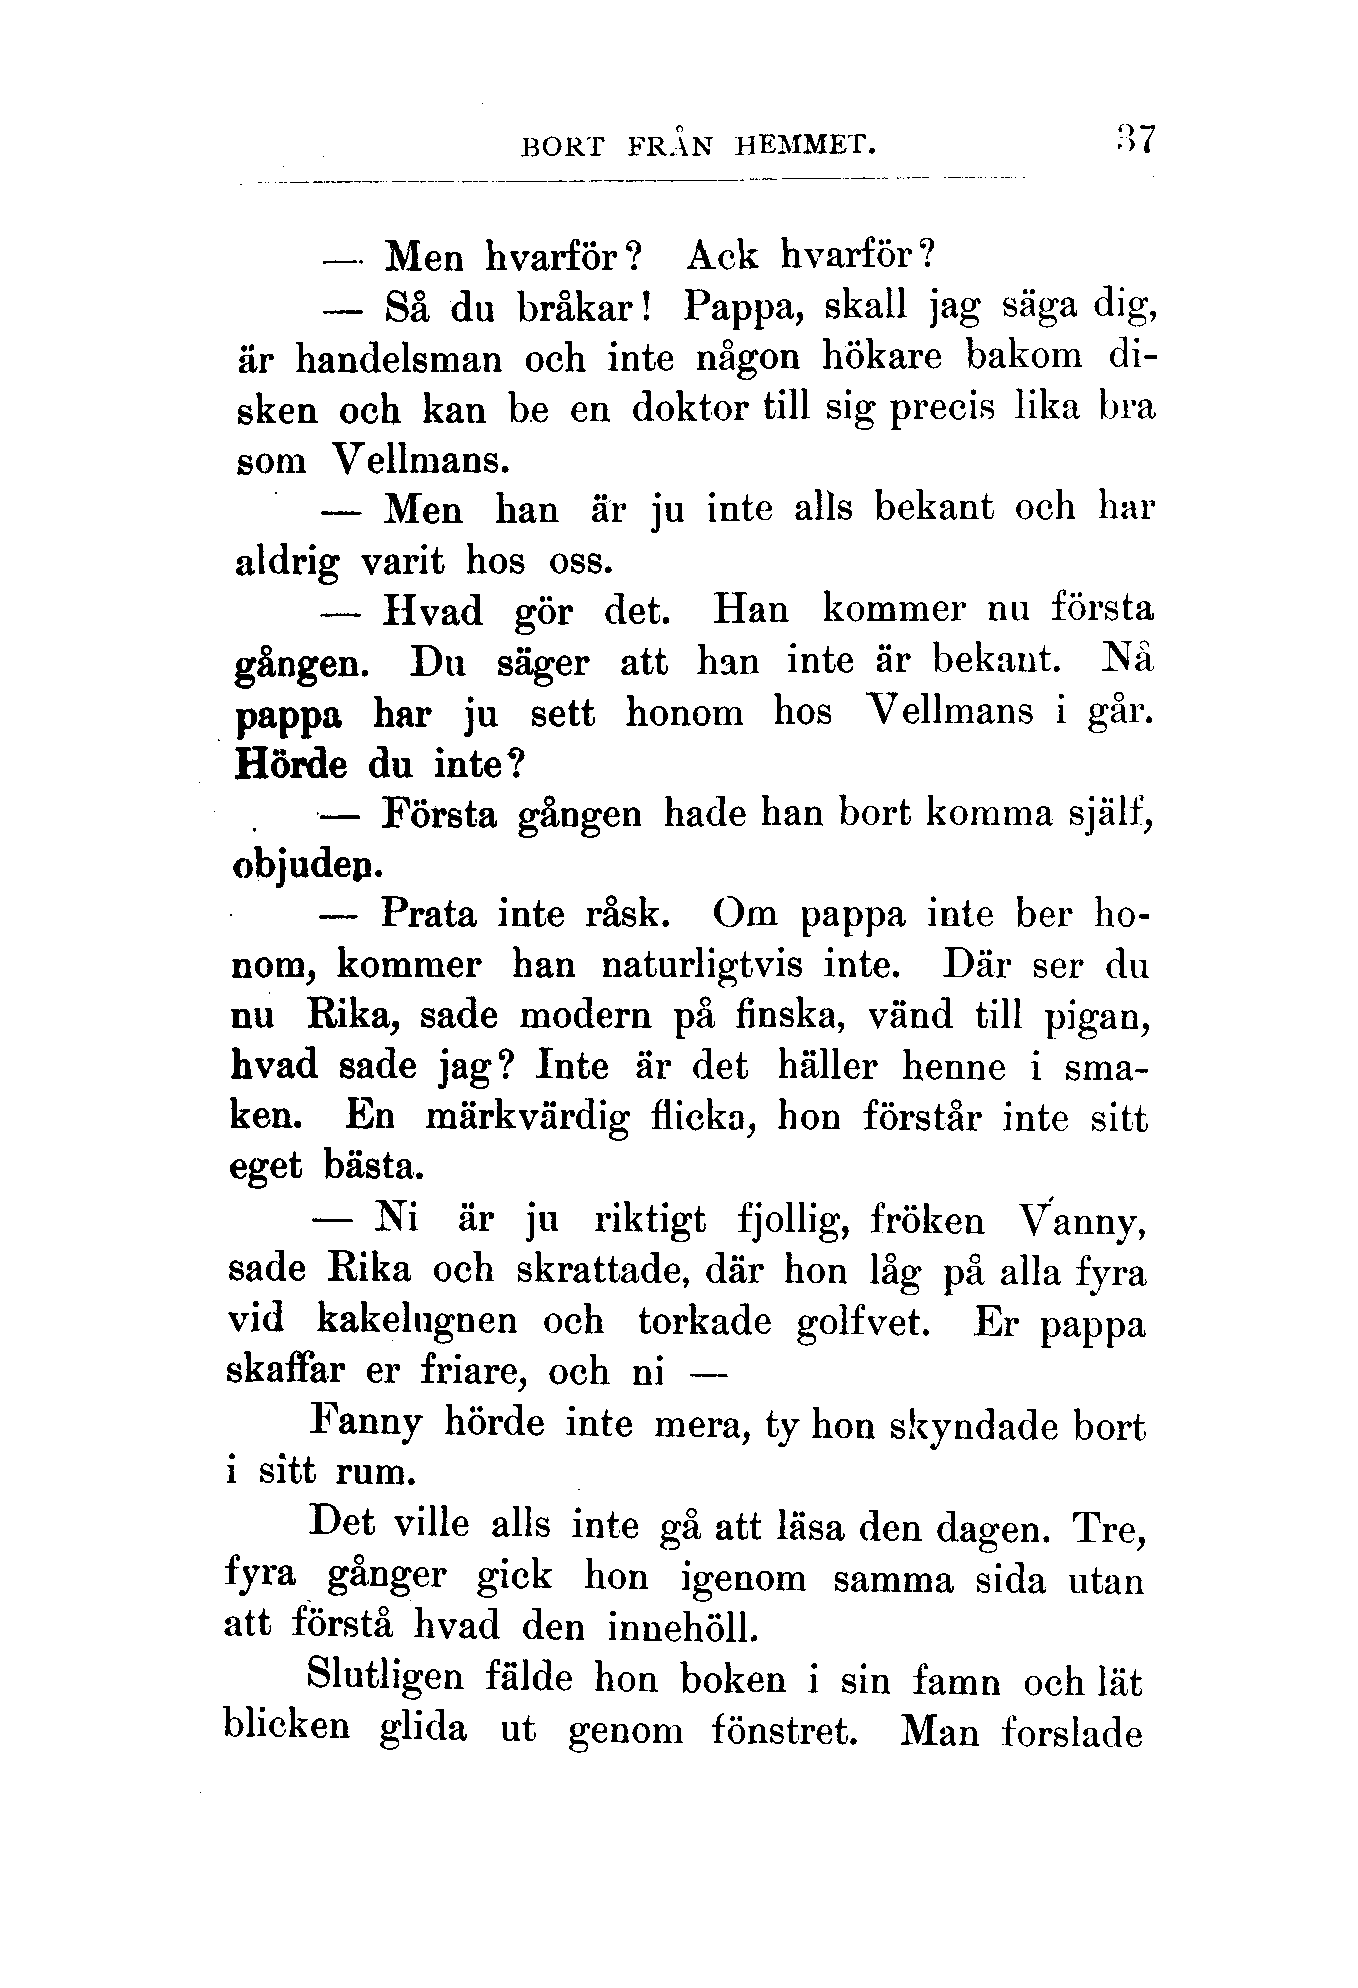 BORT FRÅN HEMMET. 37
— Men hvarför? Ack hvarför?
— Så du bråkar! Pappa, skall jag säga dig,
är handelsman och inte någon hökare bakom di-
sken och kan be en doktor till sig precis lika bra
som Vellmans.
— Men han är ju inte alls bekant och har
aldrig varit hos oss.
— Hvad gör det. Han kommer nu första
gången. Du säger att han inte är bekant. Nå
pappa har ju sett honom hos Vellmans i går.
Hörde du inte?
— Första gången hade han bort komma själf,
objuden.
— Prata inte råsk. Om pappa inte ber ho-
nom, kommer han naturligtvis inte. Där ser du
nu Rika, sade modern på finska, vänd till pigan,
hvad sade jag? Inte är det häller henne i sma-
ken. En märkvärdig flicka, hon förstår inte sitt
eget bästa.
— Ni är ju riktigt fjollig, fröken Vanny,
sade Rika och skrattade, där hon låg på alla fyra
vid kakelugnen och torkade golfvet. Er pappa
skaffar er friare, och ni —
Fanny hörde inte mera, ty hon skyndade bort
i sitt rum.
Det ville alls inte gå att läsa den dagen. Tre,
fyra gånger gick hon igenom samma sida utan
att förstå hvad den innehöll.
Slutligen fälde hon boken i sin famn och lät
blicken glida ut genom fönstret. Man forslade